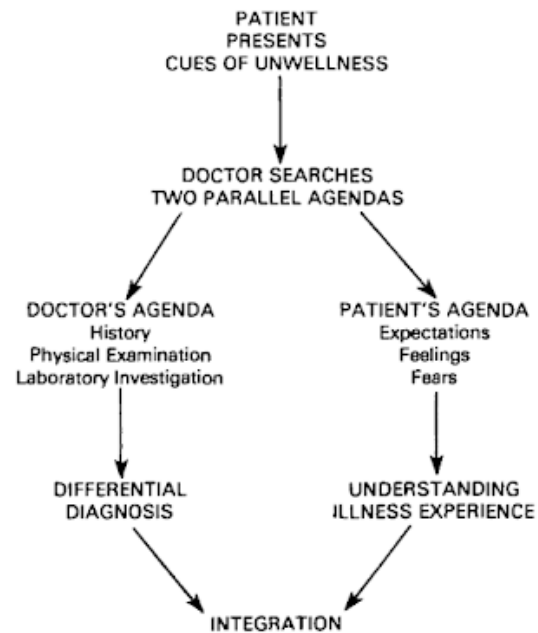 PATIENT
PRESENTS
CUES OF UNWELLNESS
DOCTOR SEARCHES
TWO PARALLEL AGENDAS
DOCTOR'S AGENDA
History
Physical Examination
Laboratory Investigation
PATIENT'S AGENDA
Expectations
Feelings
Fears
DIFFERENTIAL
DIAGNOSIS
UNDERSTANDING
ILLNESS EXPERIENCE
INTEGRATION